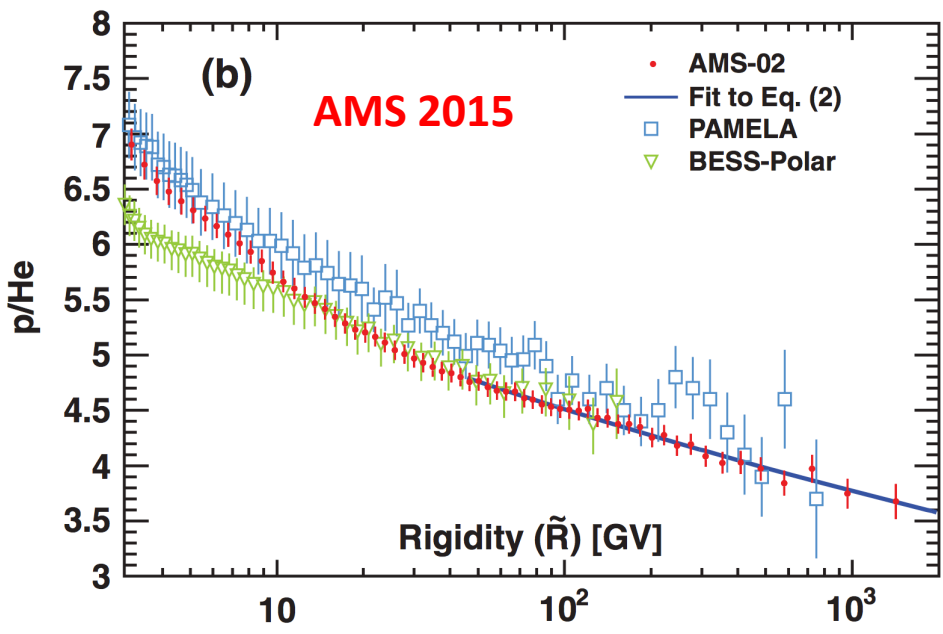 (b)
AMS 2015
AMS-02
Fit to Eq. (2)
PAMELA
BESS-Polar
p/He
8
7.5
7
6.5
6
5.5
5
4.5
4
3.5
3
Rigidity (R̃) [GV]
10
10²
10³